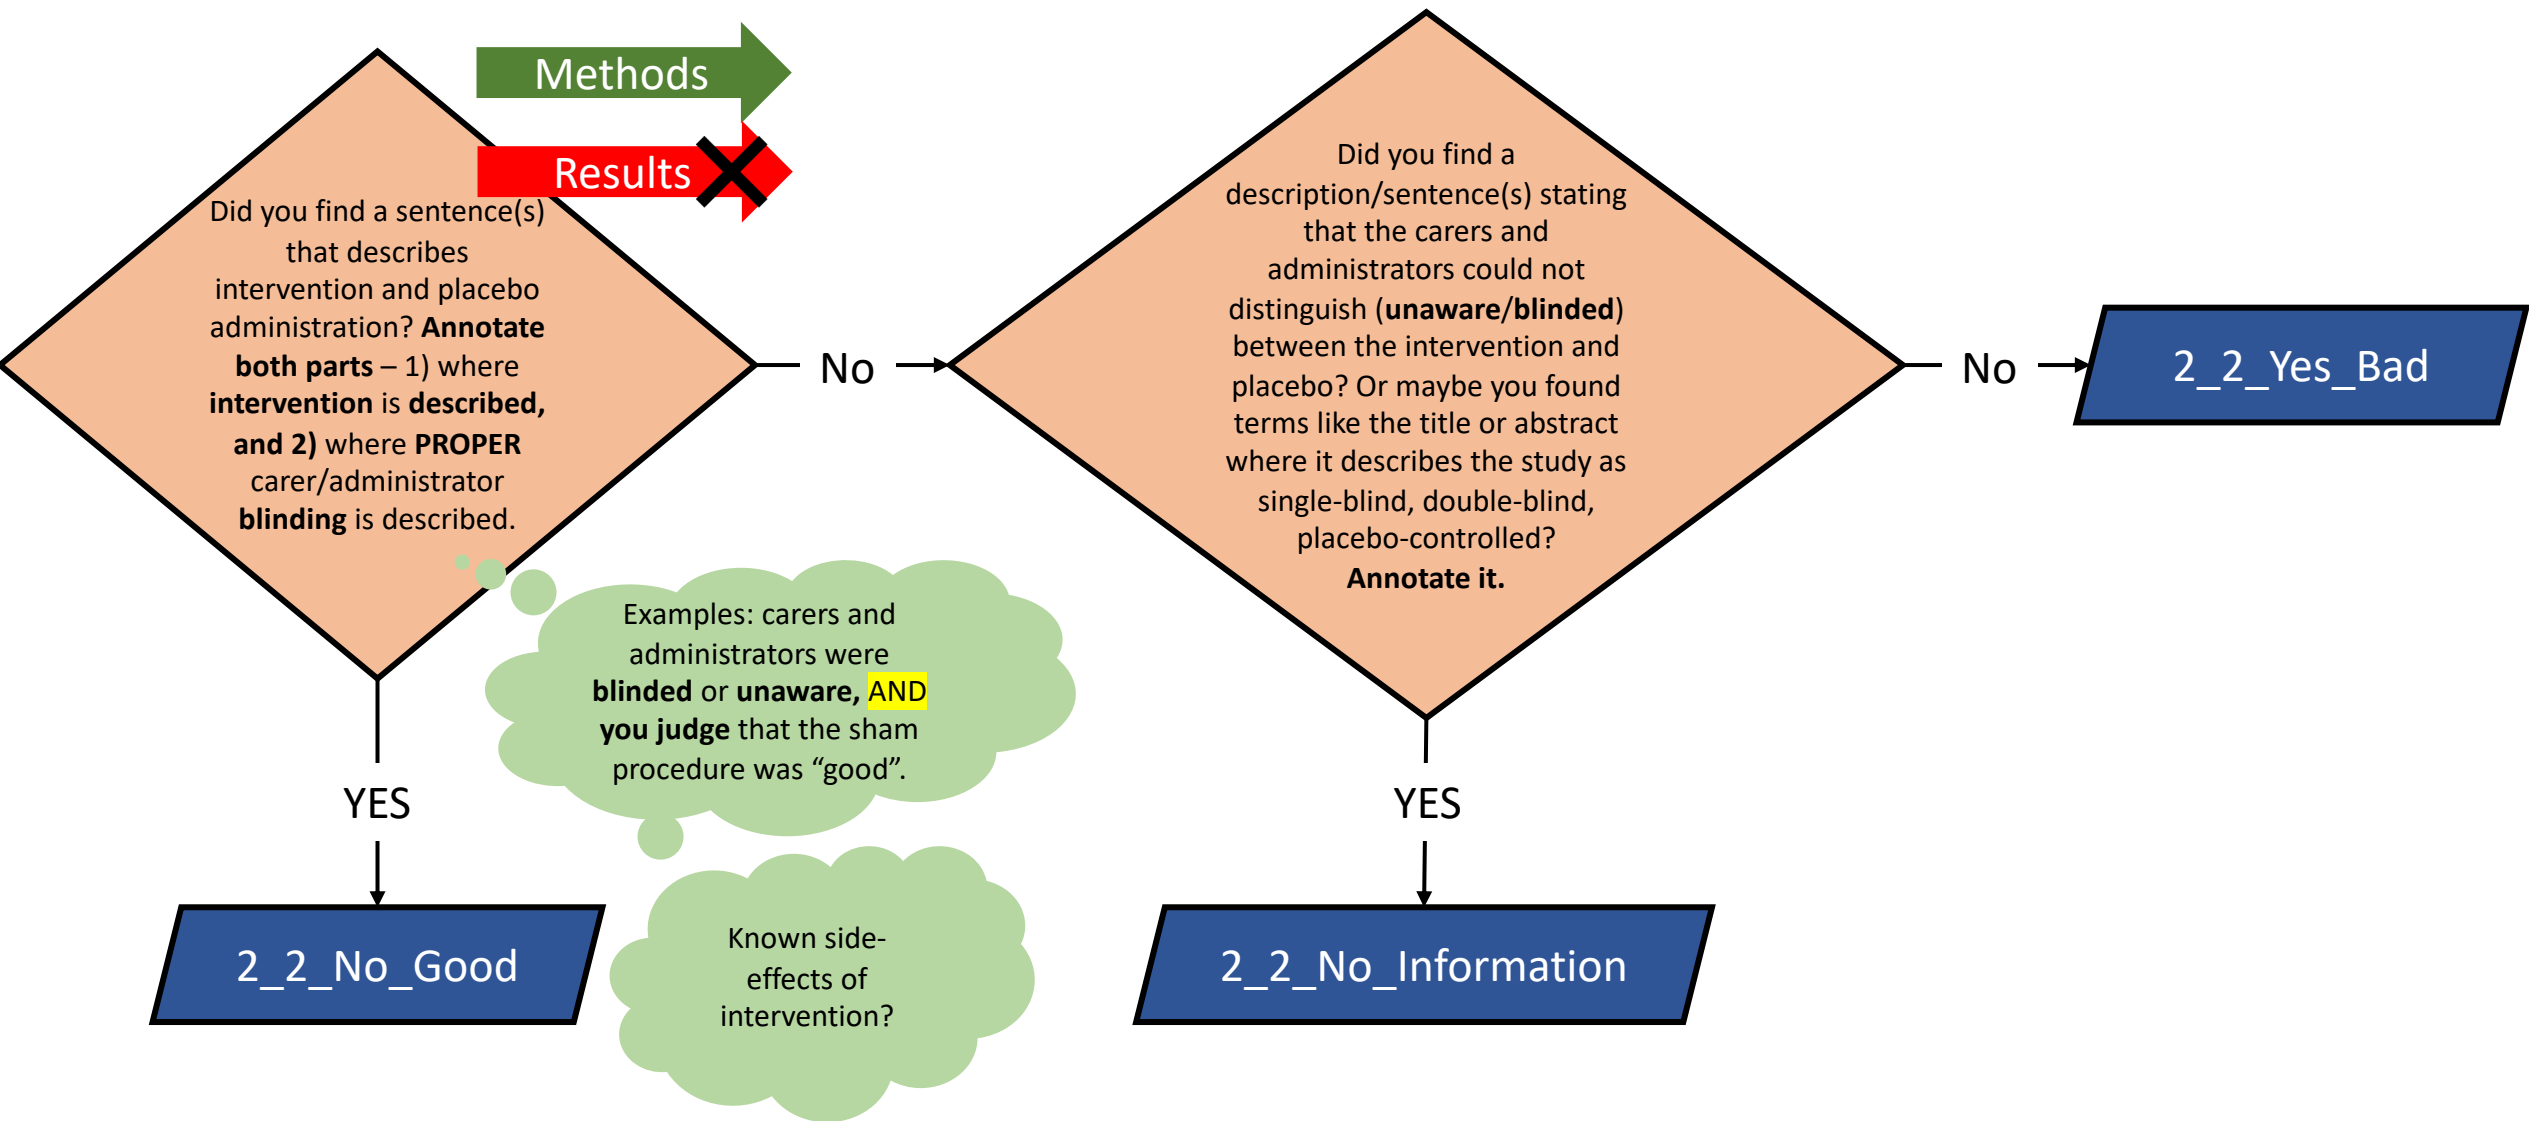 Methods
Results
Did you find a sentence(s)
that describes
intervention and placebo
administration? Annotate
both parts – 1) where
intervention is described,
and 2) where PROPER
carer/administrator
blinding is described.
No
Did you find a
description/sentence(s) stating
that the carers and
administrators could not
distinguish (unaware/blinded)
between the intervention and
placebo? Or maybe you found
terms like the title or abstract
where it describes the study as
single-blind, double-blind,
placebo-controlled?
Annotate it.
No
2_2_Yes_Bad
Examples: carers and
administrators were
blinded or unaware, AND
you judge that the sham
procedure was “good”.
YES
YES
Known side-
effects of
intervention?
2_2_No_Good
2_2_No_Information